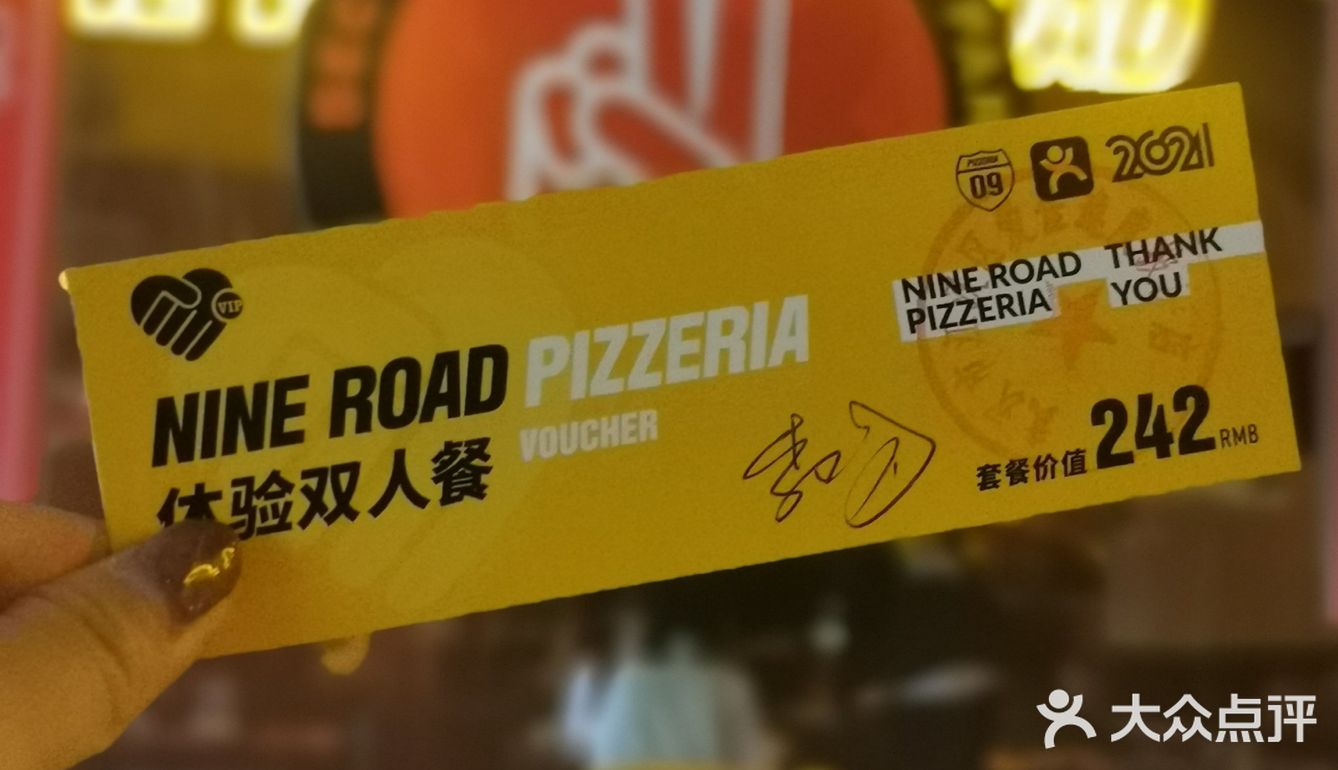 VIP
NINE ROAD PIZZERIA
VOUCHER
体验双人餐
PIZZERIA
09
2021
NINE ROAD
PIZZERIA
THANK
YOU
套餐价值 242 RMB
大众点评